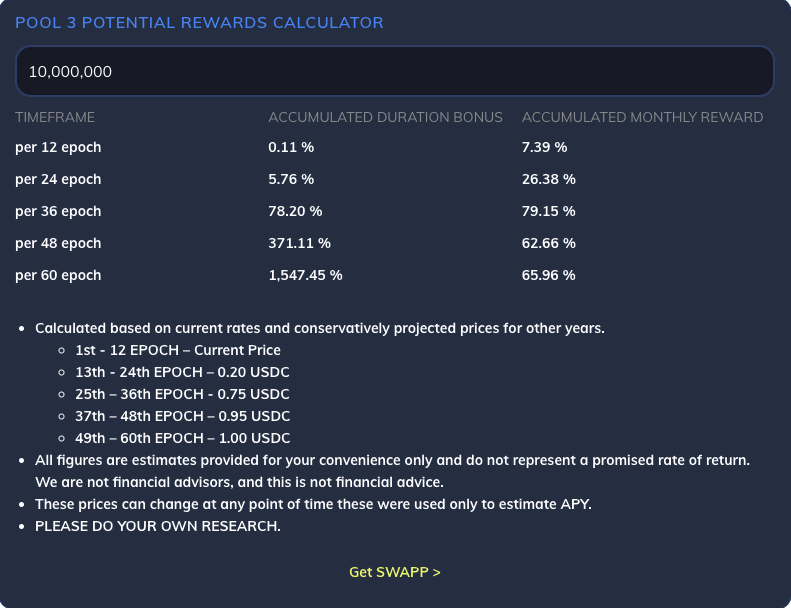 POOL 3 POTENTIAL REWARDS CALCULATOR
10,000,000
TIMEFRAME ACCUMULATED DURATION BONUS ACCUMULATED MONTHLY REWARD
per 12 epoch 0.11 % 7.39 %
per 24 epoch 5.76 % 26.38 %
per 36 epoch 78.20 % 79.15 %
per 48 epoch 371.11 % 62.66 %
per 60 epoch 1,547.45 % 65.96 %
• Calculated based on current rates and conservatively projected prices for other years.
○ 1st - 12 EPOCH – Current Price
○ 13th - 24th EPOCH – 0.20 USDC
○ 25th – 36th EPOCH - 0.75 USDC
○ 37th – 48th EPOCH – 0.95 USDC
○ 49th – 60th EPOCH – 1.00 USDC
• All figures are estimates provided for your convenience only and do not represent a promised rate of return.
We are not financial advisors, and this is not financial advice.
• These prices can change at any point of time these were used only to estimate APY.
• PLEASE DO YOUR OWN RESEARCH.
Get SWAPP >